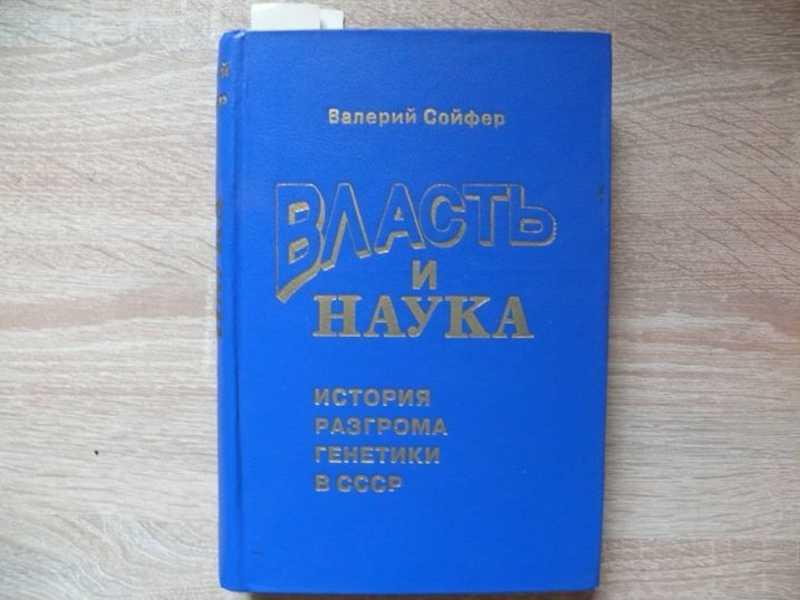 Валерий Сойфер
ВЛАСТЬ
И
НАУКА
ИСТОРИЯ
РАЗГРОМА
ГЕНЕТИКИ
В СССР